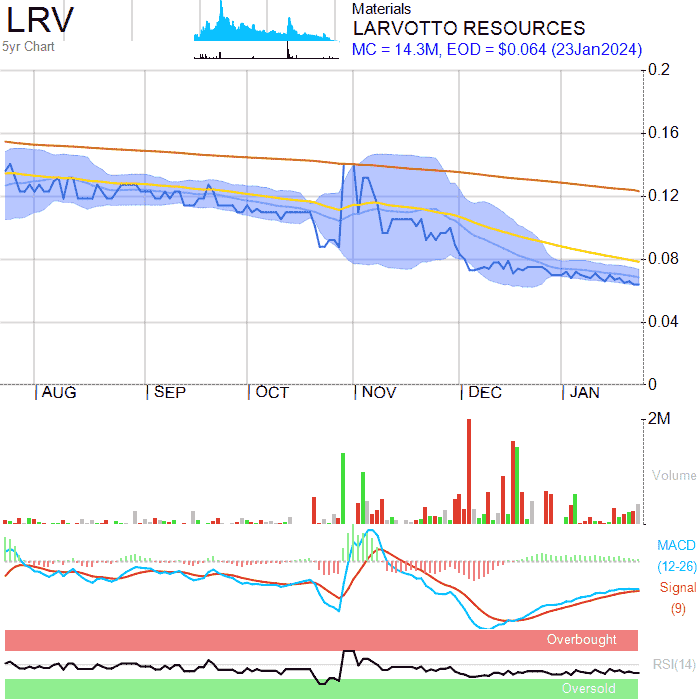 LRV
5yr Chart
Materials
LARVOTTO RESOURCES
MC = 14.3M, EOD = $0.064 (23Jan2024)
0.2
0.16
0.12
0.08
0.04
0
AUG
SEP
OCT
NOV
DEC
JAN
2M
Volume
MACD
(12-26)
Signal
(9)
Overbought
RSI(14)
Oversold